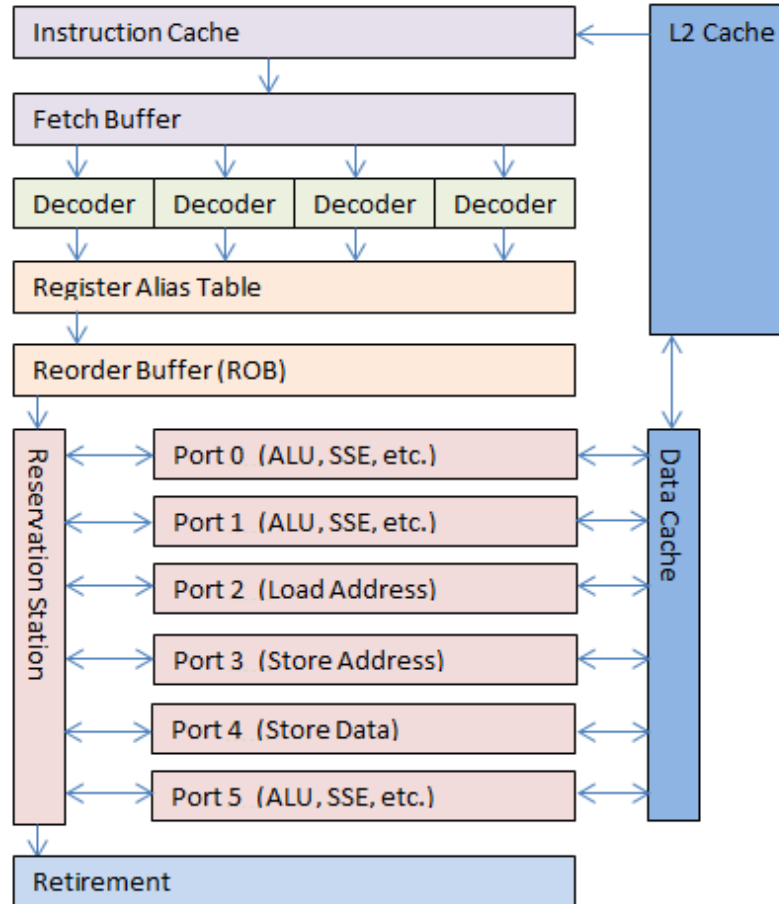 Instruction Cache
L2 Cache
Fetch Buffer
Decoder
Decoder
Decoder
Decoder
Register Alias Table
Reorder Buffer (ROB)
Reservation Station
Port 0 (ALU, SSE, etc.)
Port 1 (ALU, SSE, etc.)
Port 2 (Load Address)
Port 3 (Store Address)
Port 4 (Store Data)
Port 5 (ALU, SSE, etc.)
Data Cache
Retirement